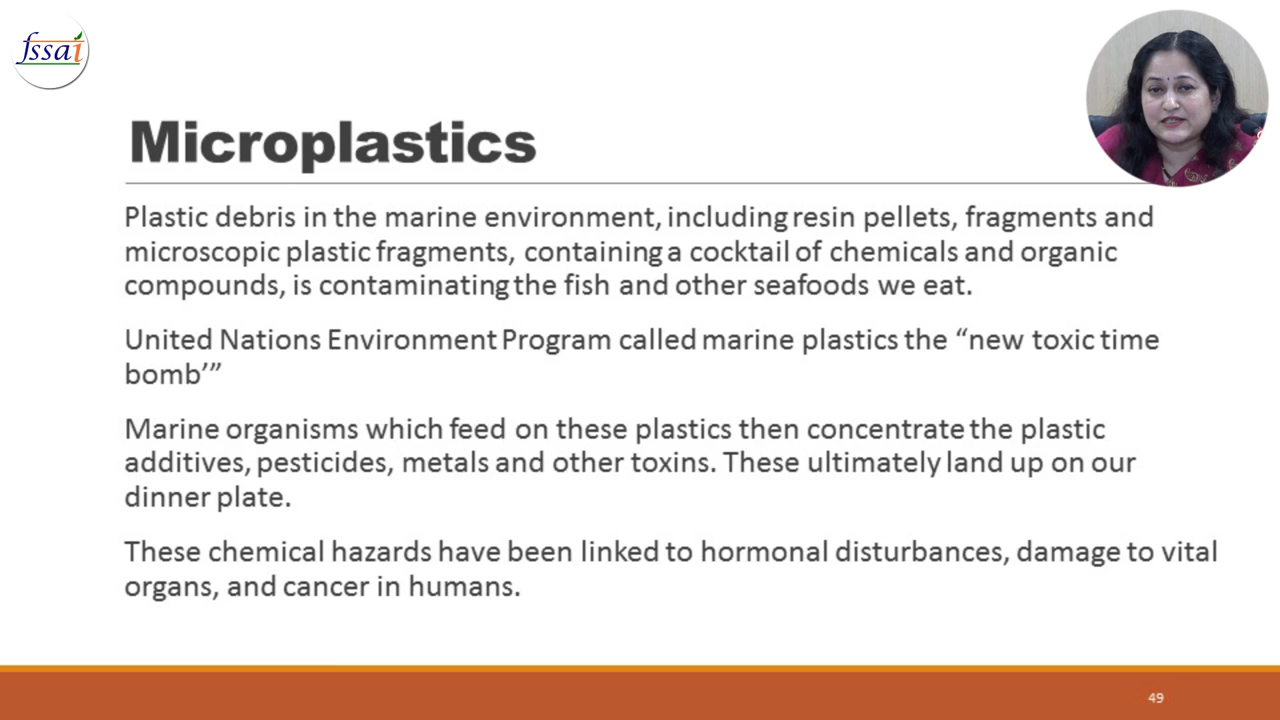 fssai
Microplastics
Plastic debris in the marine environment, including resin pellets, fragments and
microscopic plastic fragments, containing a cocktail of chemicals and organic
compounds, is contaminating the fish and other seafoods we eat.
United Nations Environment Program called marine plastics the “new toxic time
bomb’”
Marine organisms which feed on these plastics then concentrate the plastic
additives, pesticides, metals and other toxins. These ultimately land up on our
dinner plate.
These chemical hazards have been linked to hormonal disturbances, damage to vital
organs, and cancer in humans.
49